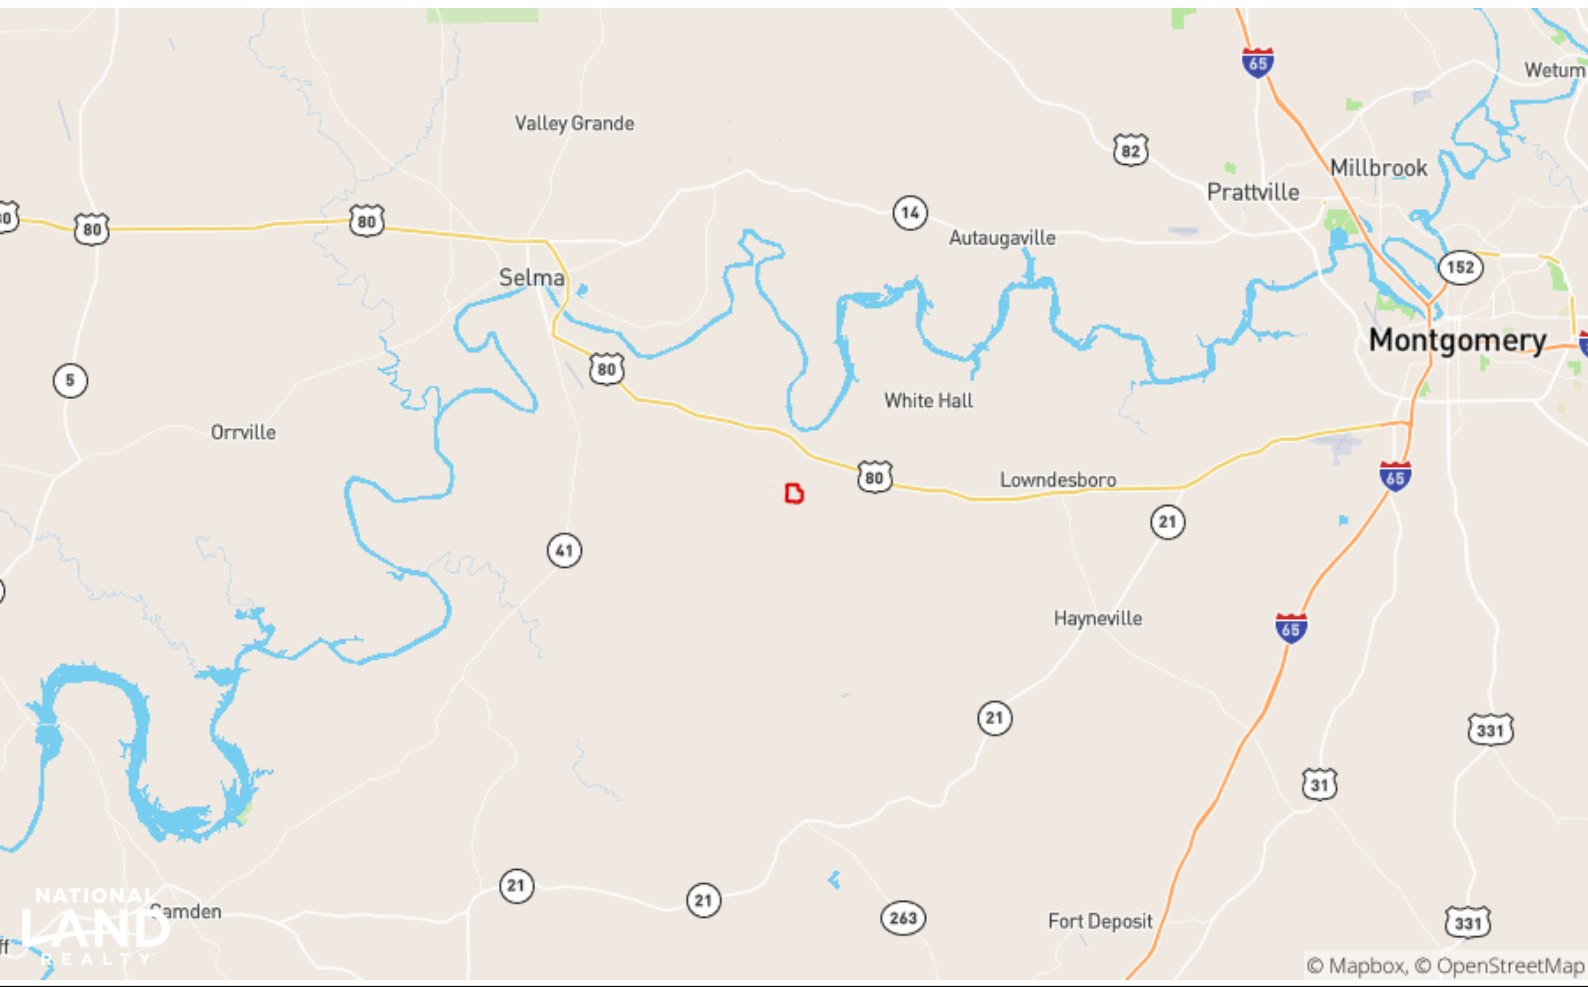 65
Wetum
Valley Grande
82
Millbrook
Prattville
80
80
80
14
Autaugaville
152
Selma
Montgomery
80
5
White Hall
Orrville
80
Lowndesboro
65
21
41
Hayneville
65
21
331
31
21
21
263
Fort Deposit
331
Camden
NATIONAL
LAND
REALTY
ff
© Mapbox, © OpenStreetMap